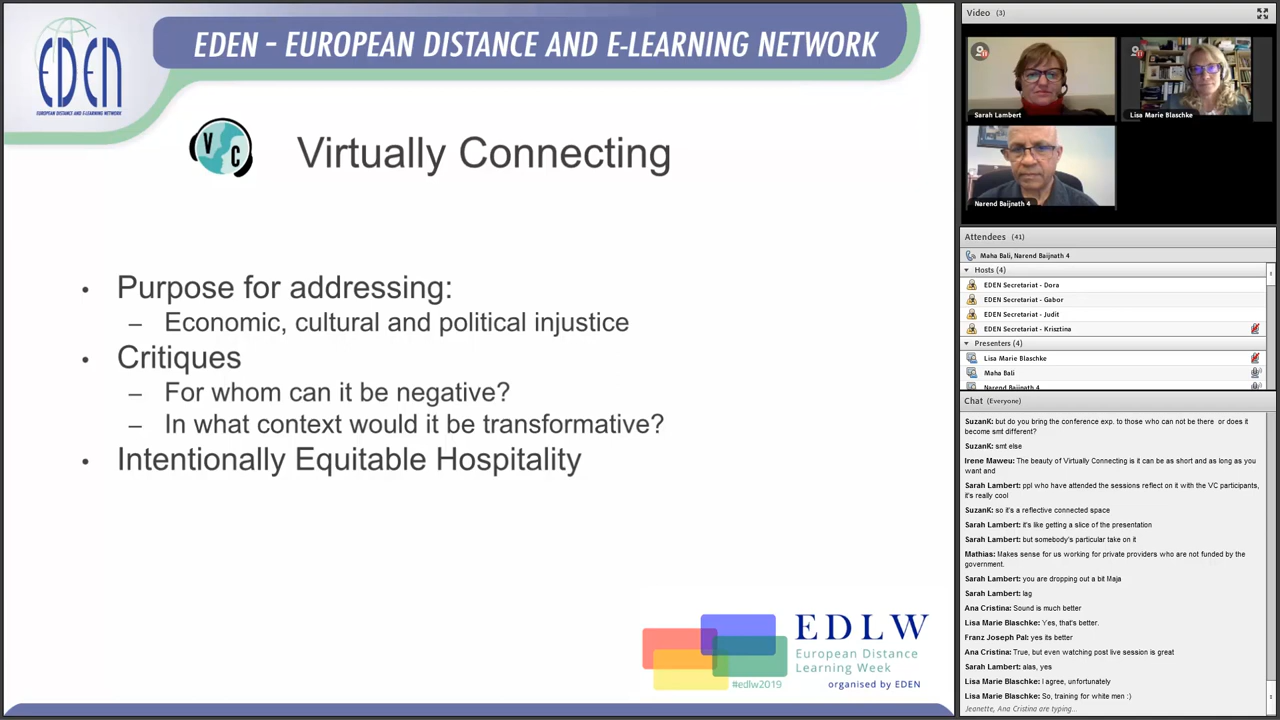 EDEN
EUROPEAN DISTANCE AND E-LEARNING NETWORK
EDEN – EUROPEAN DISTANCE AND E-LEARNING NETWORK
V C
Virtually Connecting
• Purpose for addressing:
– Economic, cultural and political injustice
• Critiques
– For whom can it be negative?
– In what context would it be transformative?
• Intentionally Equitable Hospitality
EDLW
European Distance
Learning Week
#edlw2019
organised by EDEN
Video (3)
Sarah Lambert
Lisa Marie Blaschke
Narend Baijnath 4
Attendees (41)
Maha Bali, Narend Baijnath 4
Hosts (4)
EDEN Secretariat - Dora
EDEN Secretariat - Gabor
EDEN Secretariat - Judit
EDEN Secretariat - Krisztina
Presenters (4)
Lisa Marie Blaschke
Maha Bali
Narend Baijnath 4
Chat (Everyone)
SuzanK: but do you bring the conference exp. to those who can not be there or does it
become smt different?
SuzanK: smt else
Irene Maweu: The beauty of Virtually Connecting is it can be as short and as long as you
want and
Sarah Lambert: ppl who have attended the sessions reflect on it with the VC participants,
it's really cool
SuzanK: so it's a reflective connected space
Sarah Lambert: it's like getting a slice of the presentation
Sarah Lambert: but somebody's particular take on it
Mathias: Makes sense for us working for private providers who are not funded by the
government.
Sarah Lambert: you are dropping out a bit Maja
Sarah Lambert: lag
Ana Cristina: Sound is much better
Lisa Marie Blaschke: Yes, that's better.
Franz Joseph Pal: yes its better
Ana Cristina: True, but even watching post live session is great
Sarah Lambert: alas, yes
Lisa Marie Blaschke: I agree, unfortunately
Lisa Marie Blaschke: So, training for white men :)
Jeanette, Ana Cristina are typing...